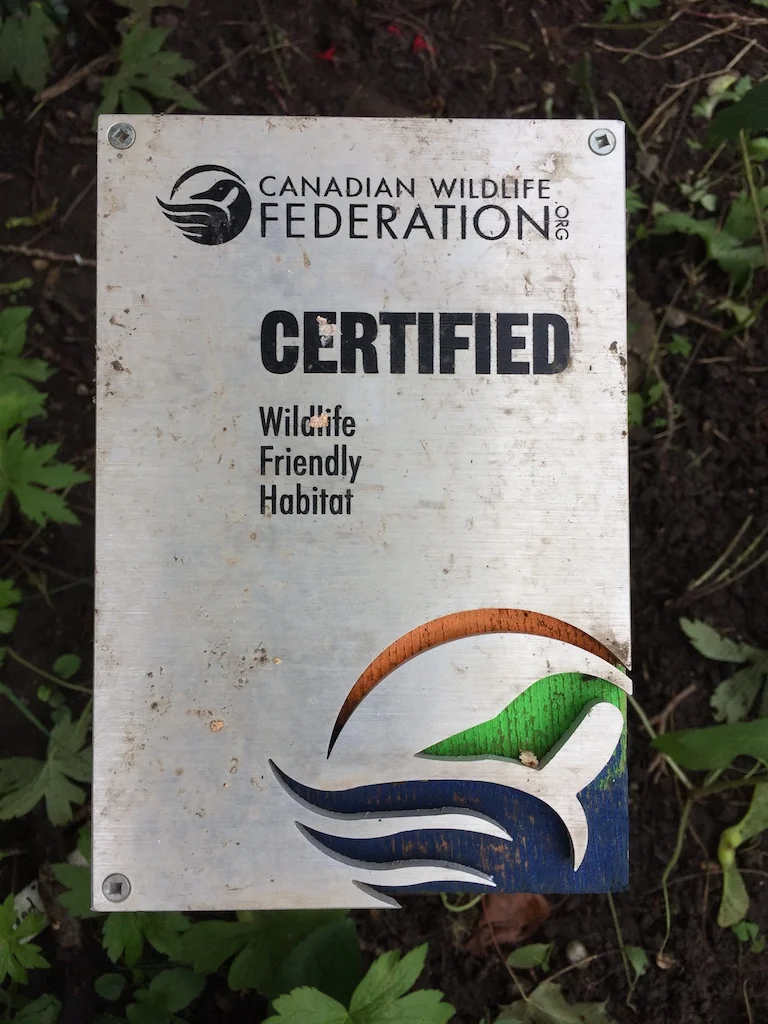 CANADIAN WILDLIFE
FEDERATION.ORG
CERTIFIED
Wildlife
Friendly
Habitat